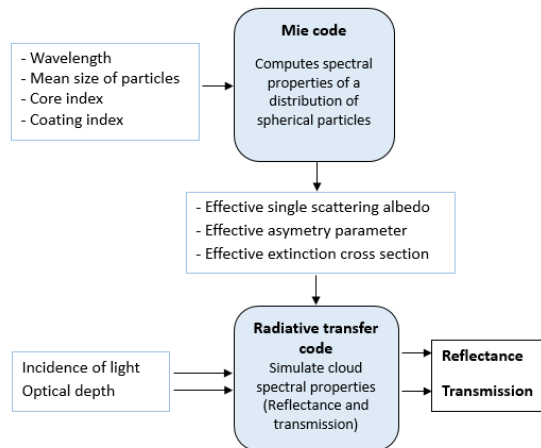 Mie code
Computes spectral
properties of a
distribution of
spherical particles
- Wavelength
- Mean size of particles
- Core index
- Coating index
- Effective single scattering albedo
- Effective asymetry parameter
- Effective extinction cross section
Radiative transfer
code
Simulate cloud
spectral properties
(Reflectance and
transmission)
Incidence of light
Optical depth
Reflectance
Transmission